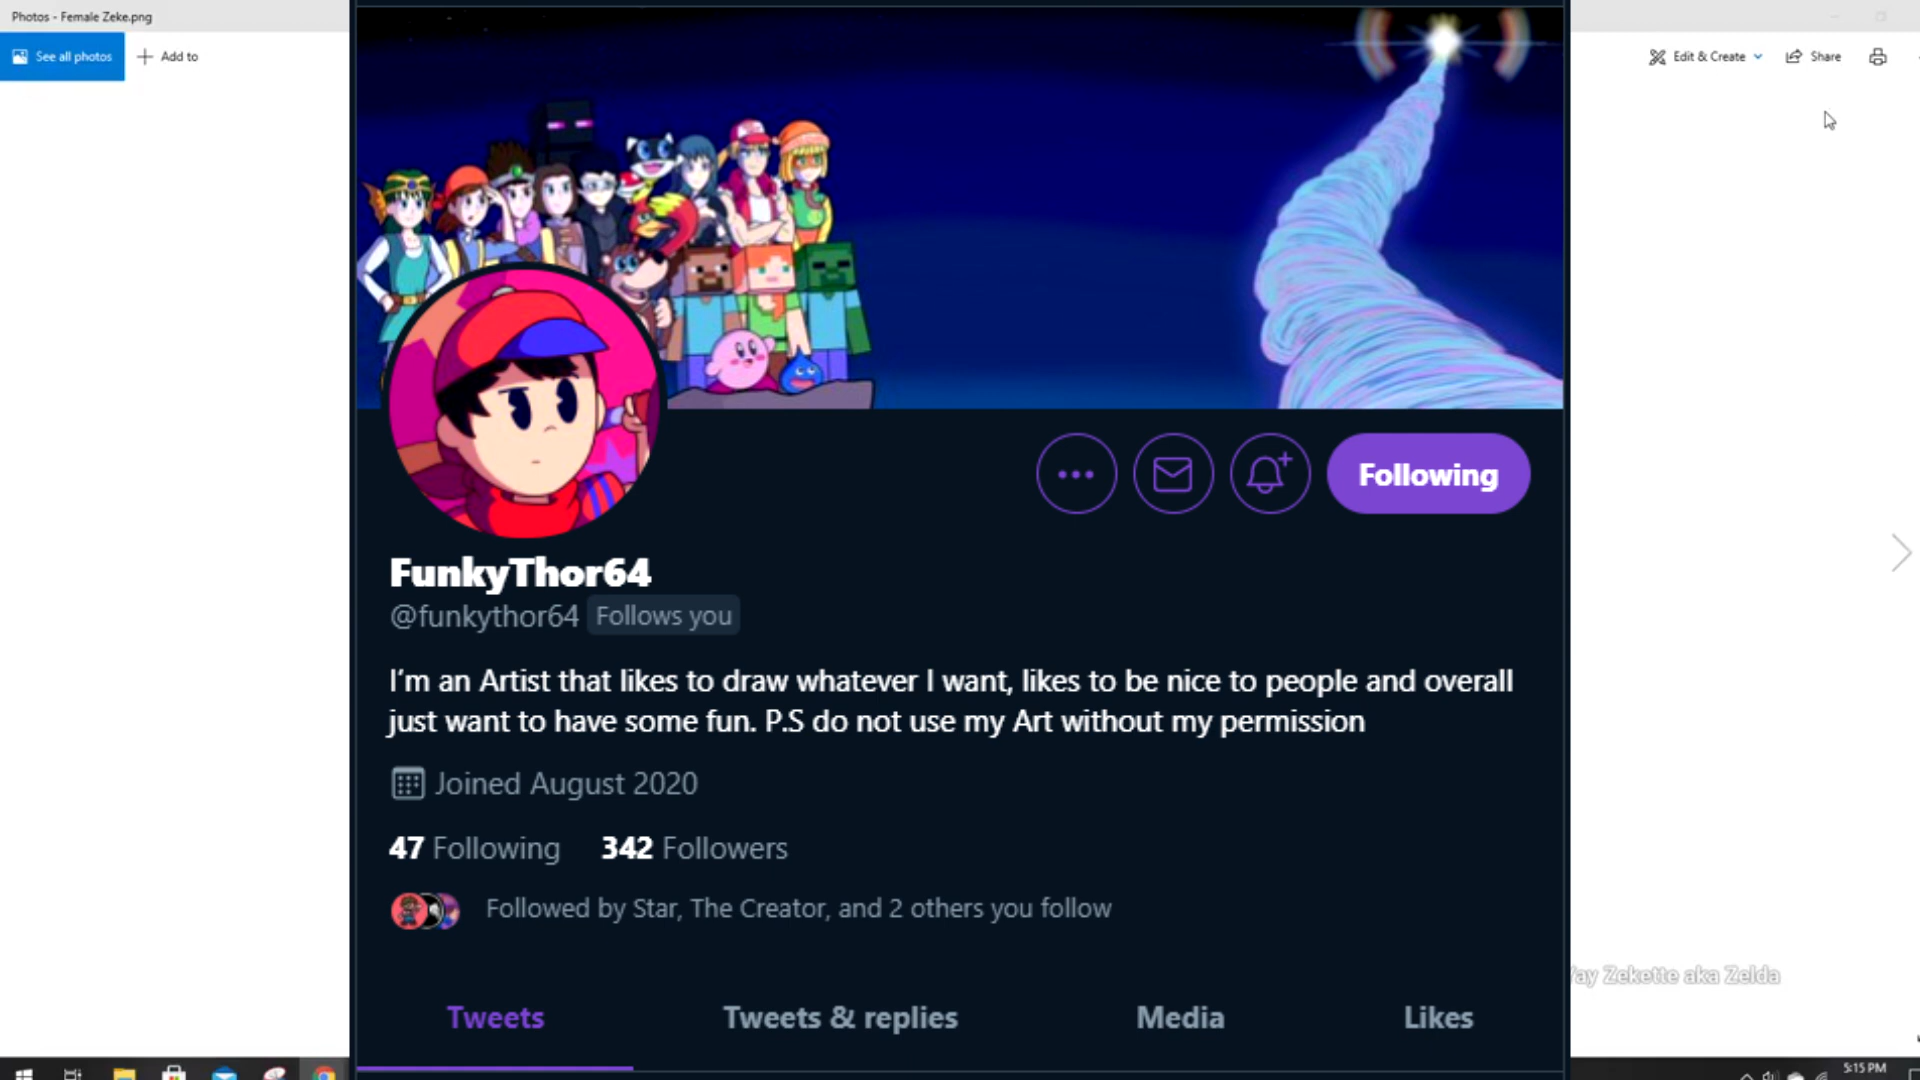 Photos - Female Zeke.png
See all photos
Add to
Edit & Create
Share
Following
FunkyThor64
@funkythor64 Follows you
I'm an Artist that likes to draw whatever I want, likes to be nice to people and overall
just want to have some fun. P.S do not use my Art without my permission
Joined August 2020
47 Following 342 Followers
Followed by Star, The Creator, and 2 others you follow
Yay Zekette aka Zelda
Tweets
Tweets & replies
Media
Likes
5:15 PM